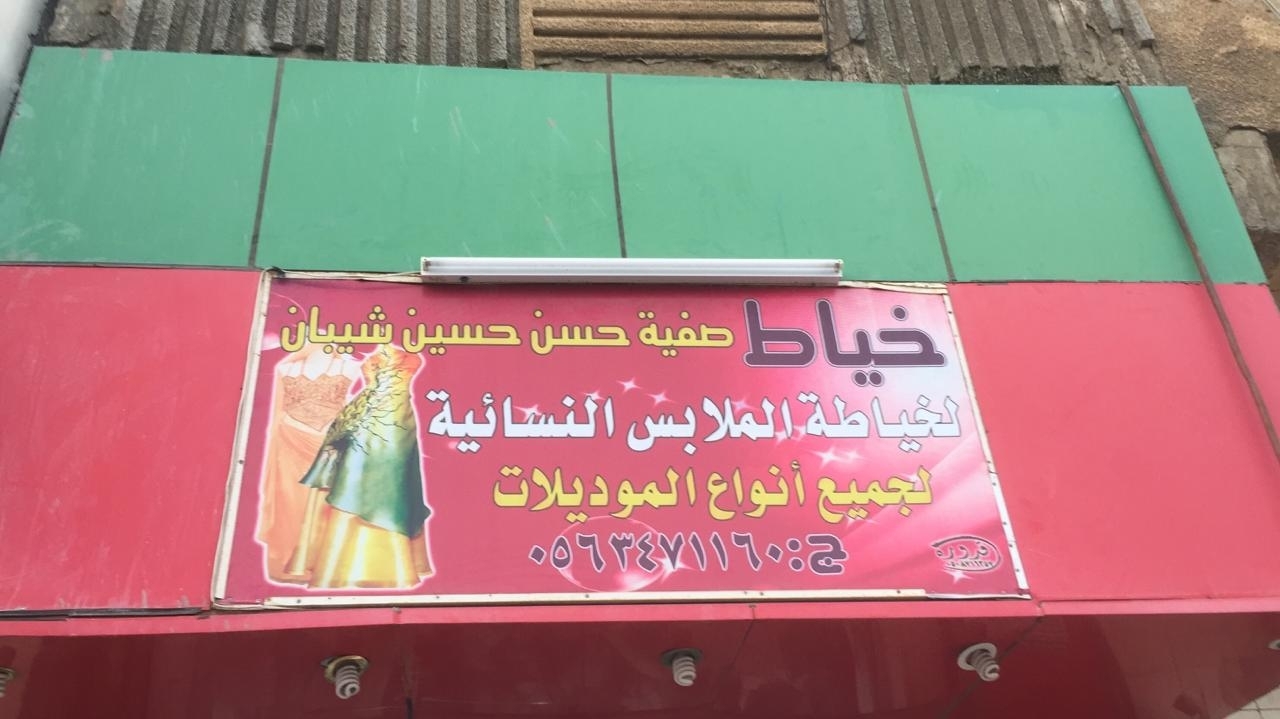 خياط صفية حسن حسين شيبان
لخياطة الملابس النسائية
لجميع أنواع الموديلات
ج: ٠٥٦٣٤٧١١٦٠